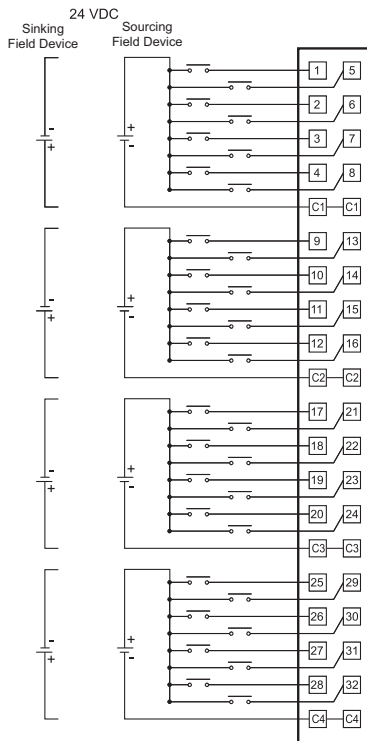 24 VDC
Sinking
Field Device
Sourcing
Field Device
1 5
2 6
- + 3 7
+ - 4 8
C1 C1
9 13
10 14
- + 11 15
+ - 12 16
C2 C2
17 21
18 22
- + 19 23
+ - 20 24
C3 C3
25 29
26 30
- + 27 31
+ - 28 32
C4 C4